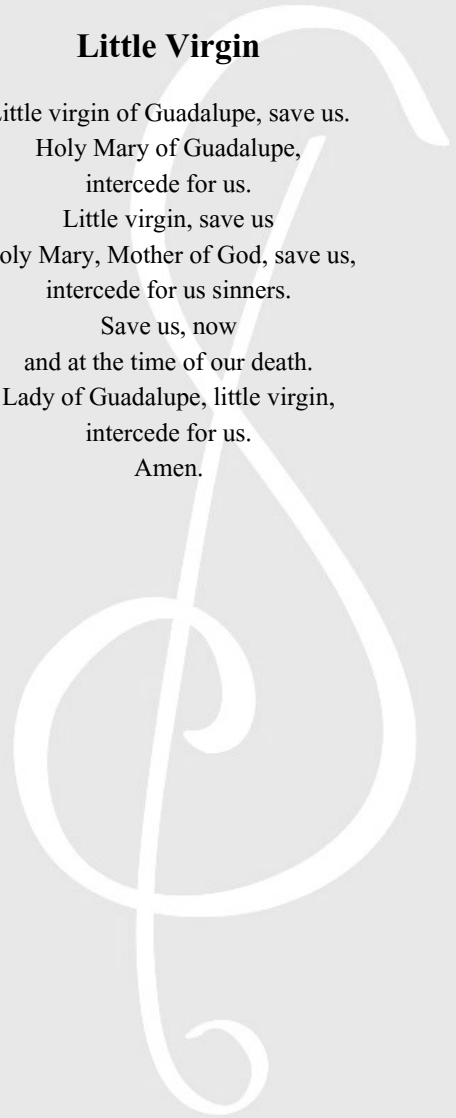 Little Virgin
Little virgin of Guadalupe, save us.
Holy Mary of Guadalupe,
intercede for us.
Little virgin, save us
oly Mary, Mother of God, save us,
intercede for us sinners.
Save us, now
and at the time of our death.
Lady of Guadalupe, little virgin,
intercede for us.
Amen.